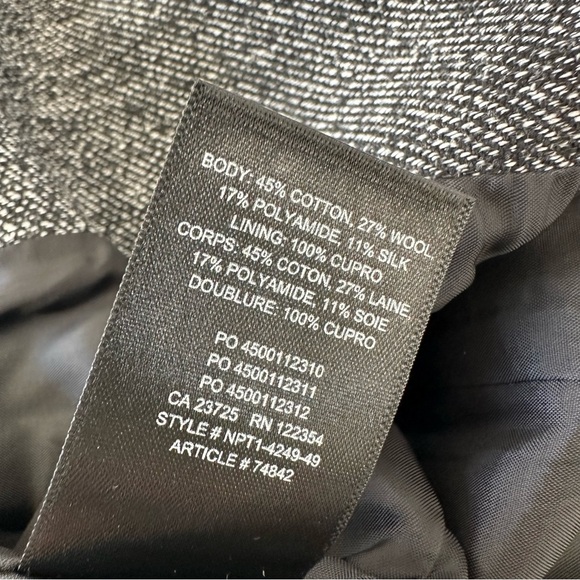 BODY: 45% COTTON, 27% WOOL,
17% POLYAMIDE, 11% SILK
LINING: 100% CUPRO
CORPS: 45% COTON, 27% LAINE
17% POLYAMIDE, 11% SOIE
DOUBLURE: 100% CUPRO
PO 4500112310
PO 4500112311
PO 4500112312
CA 23725 RN 122354
STYLE # NPT1-4249-49
ARTICLE # 74842